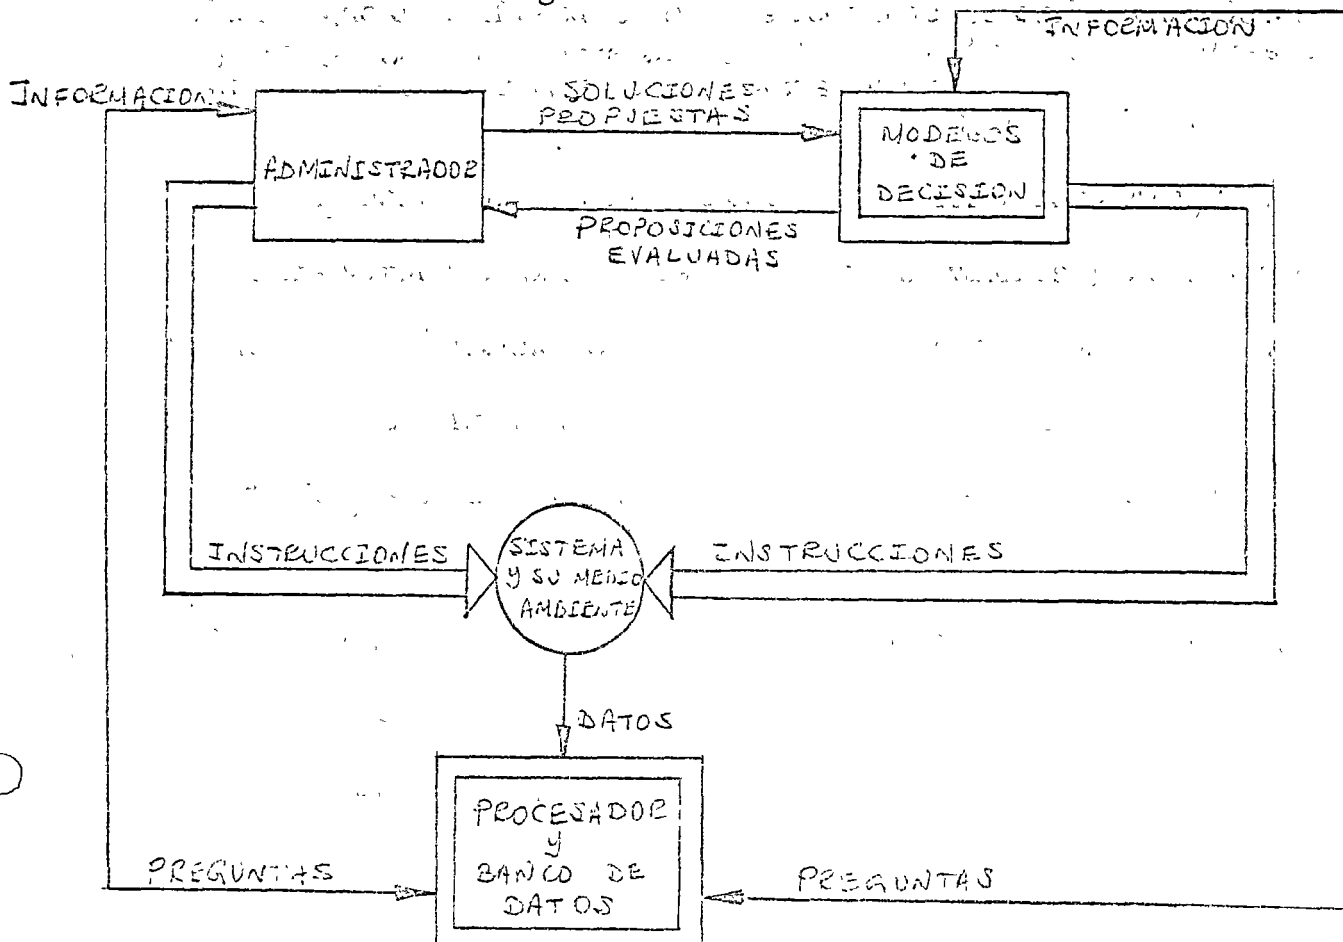 INFORMACION
INFORMACION
SOLUCIONES
PROPUESTAS
ADMINISTRADOR
MODELOS
DE
DECISION
PROPOSICIONES
EVALUADAS
INSTRUCCIONES
SISTEMA
Y SU MEDIO
AMBIENTE
INSTRUCCIONES
DATOS
PROCESADOR
y
BANCO DE
DATOS
PREGUNTAS
PREGUNTAS